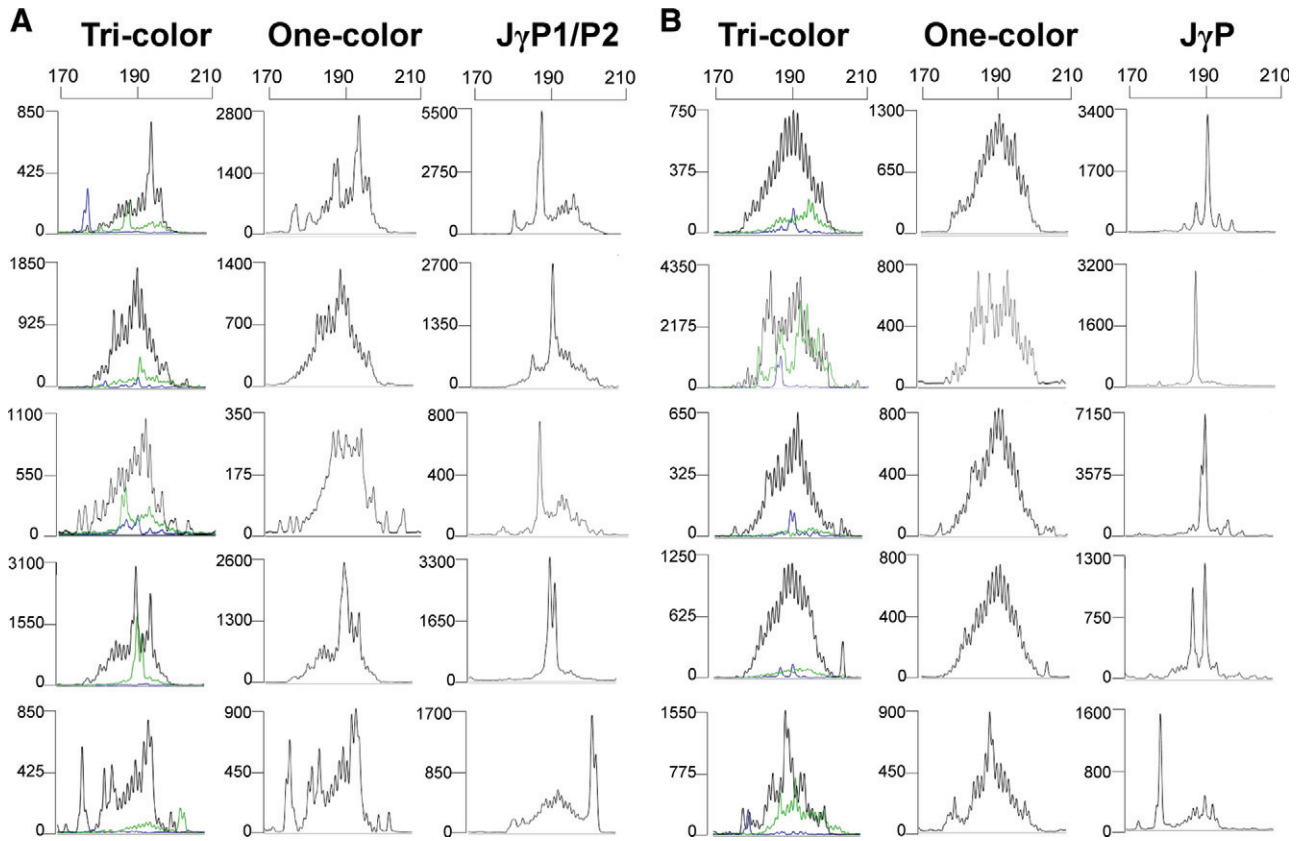 A B
Tri-color One-color JγP1/P2 Tri-color One-color JγP
170 190 210 170 190 210 170 190 210 170 190 210 170 190 210 170 190 210
850 2800 5500 750 1300 3400
425 1400 2750 375 650 1700
0 0 0 0 0 0
1850 1400 2700 4350 800 3200
925 700 1350 2175 400 1600
0 0 0 0 0 0
1100 350 800 650 800 7150
550 175 400 325 400 3575
0 0 0 0 0 0
3100 2600 3300 1250 800 1300
1550 1300 1650 625 400 750
0 0 0 0 0 0
850 900 1700 1550 900 1600
425 450 850 775 450 800
0 0 0 0 0 0